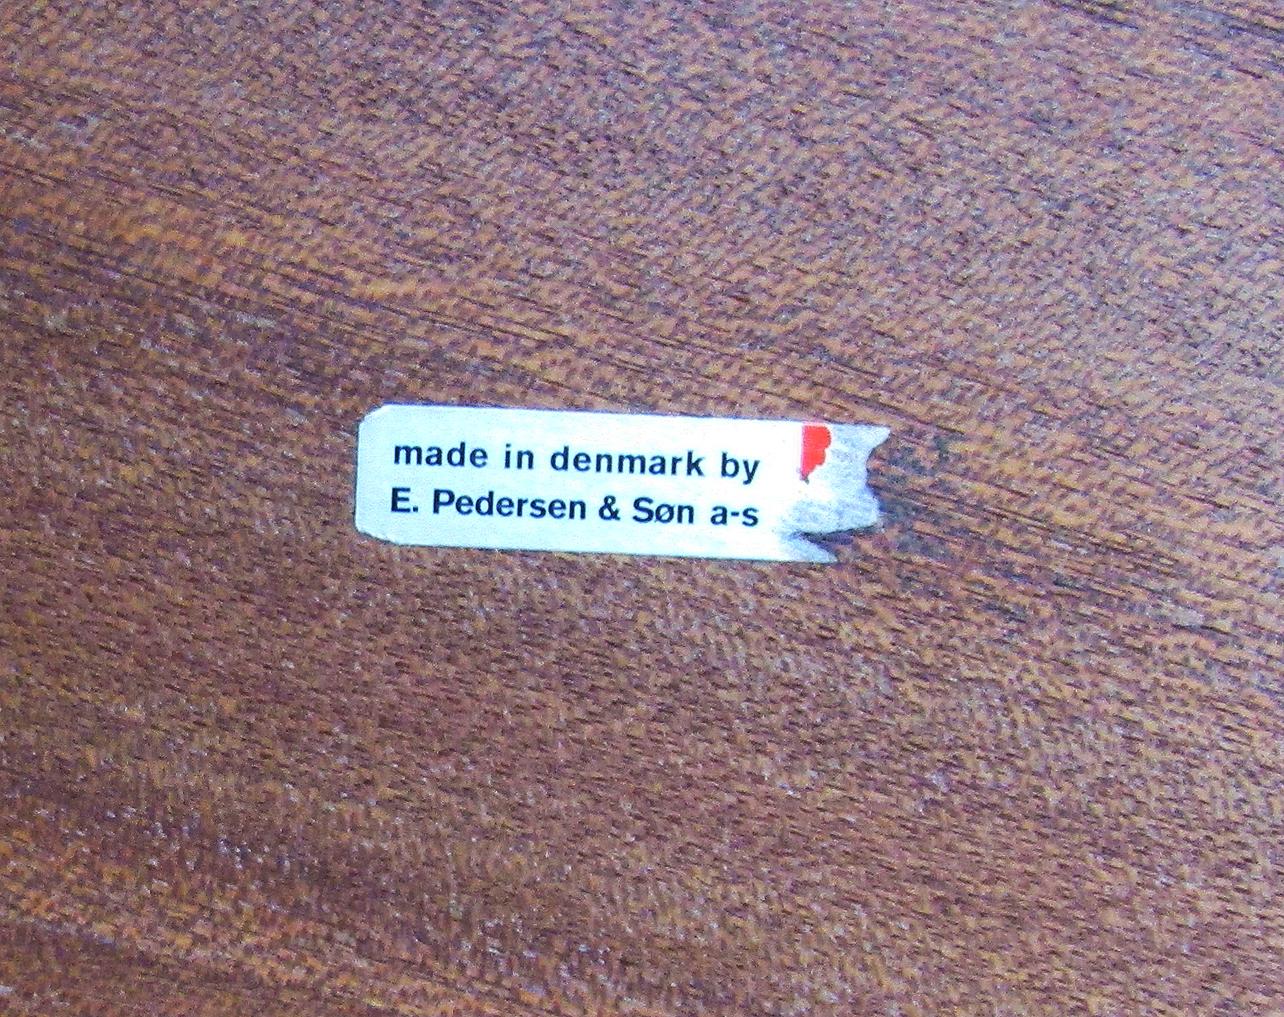 made in denmark by
E. Pedersen & Søn a-s